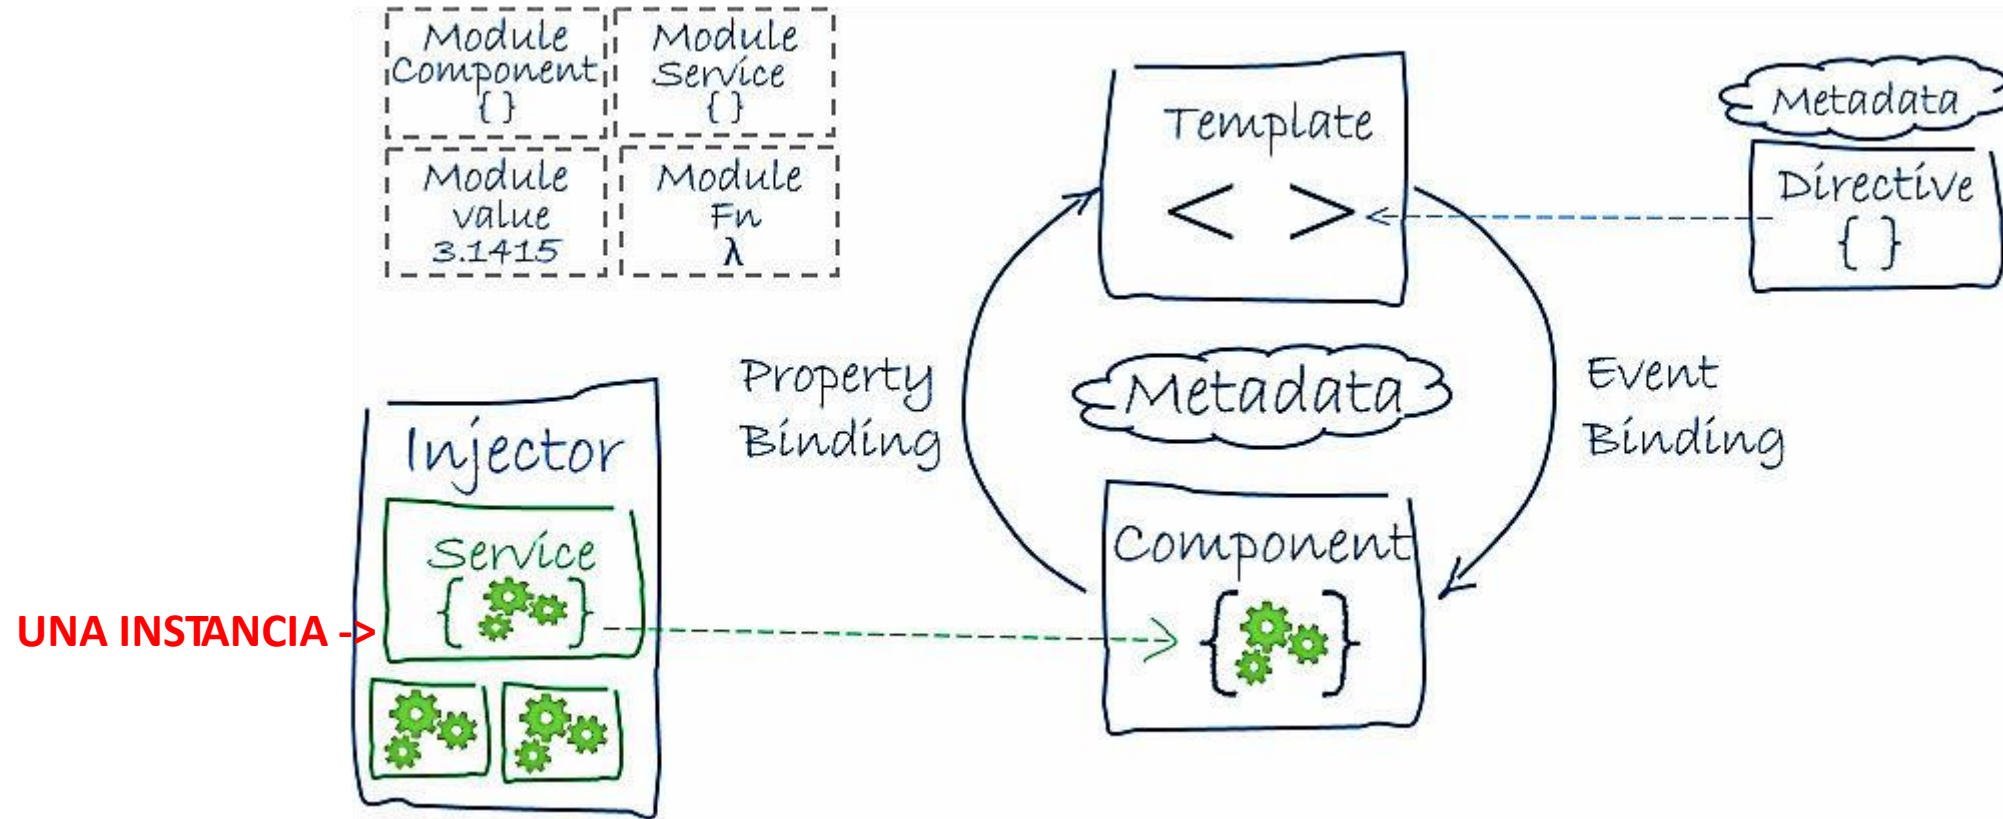 Module
Component
{ }
Module
Service
{ }
Module
value
3.1415
Module
Fn
λ
Template
< >
Metadata
Directive
{ }
Property
Binding
Metadata
Event
Binding
Injector
Service
{ }
UNA INSTANCIA ->
Component
{ }